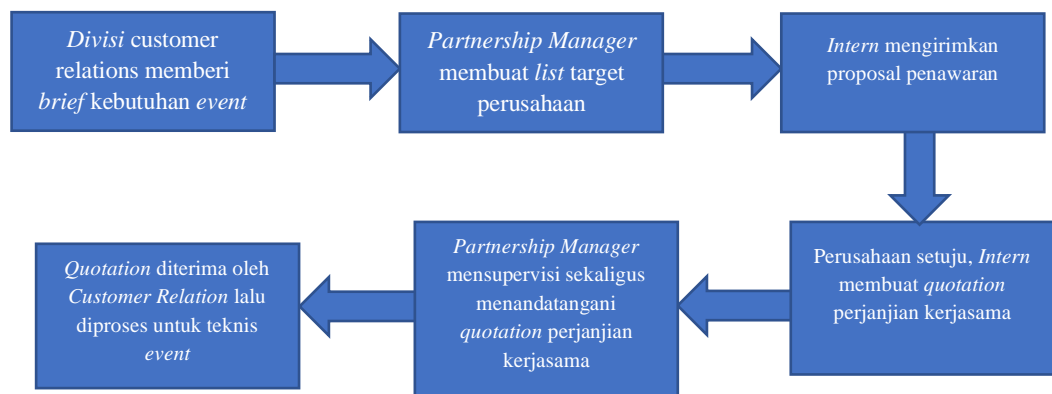 Divisi customer
relations memberi
brief kebutuhan event
Partnership Manager
membuat list target
perusahaan
Intern mengirimkan
proposal penawaran
Perusahaan setuju, Intern
membuat quotation
perjanjian kerjasama
Partnership Manager
mensupervisi sekaligus
menandatangani
quotation perjanjian
kerjasama
Quotation diterima oleh
Customer Relation lalu
diproses untuk teknis
event